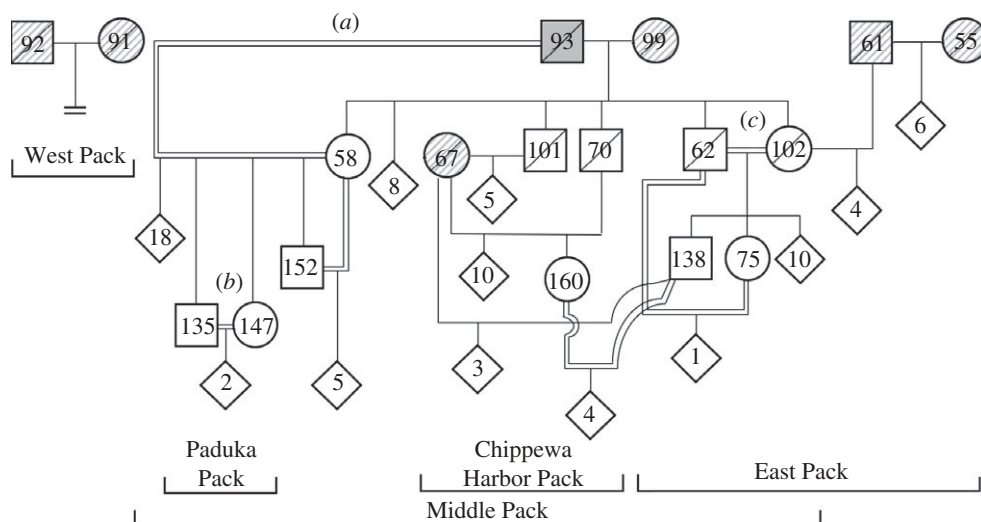 (a)
92 91 93 99 61 55
6
(c)
West Pack
58 8 67 5 101 70 62 102 4
18
152 10 160 138 75 10
(b)
135 147
2 5 3 4 1
Paduka
Pack
Chippewa
Harbor Pack
East Pack
Middle Pack